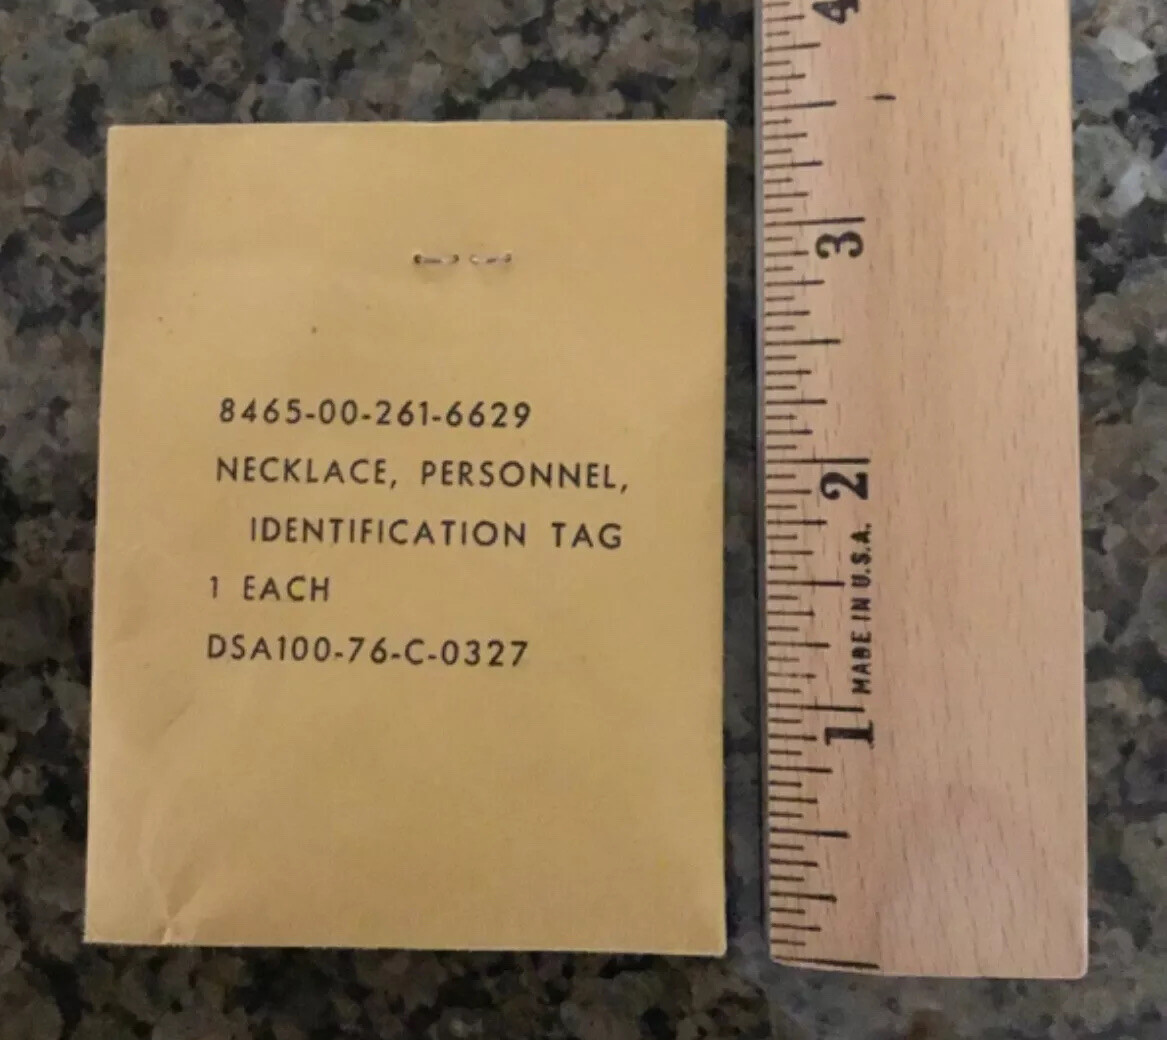 8465-00-261-6629
NECKLACE, PERSONNEL,
IDENTIFICATION TAG
1 EACH
DSA100-76-C-0327
4
3
2
MADE IN U.S.A.
1